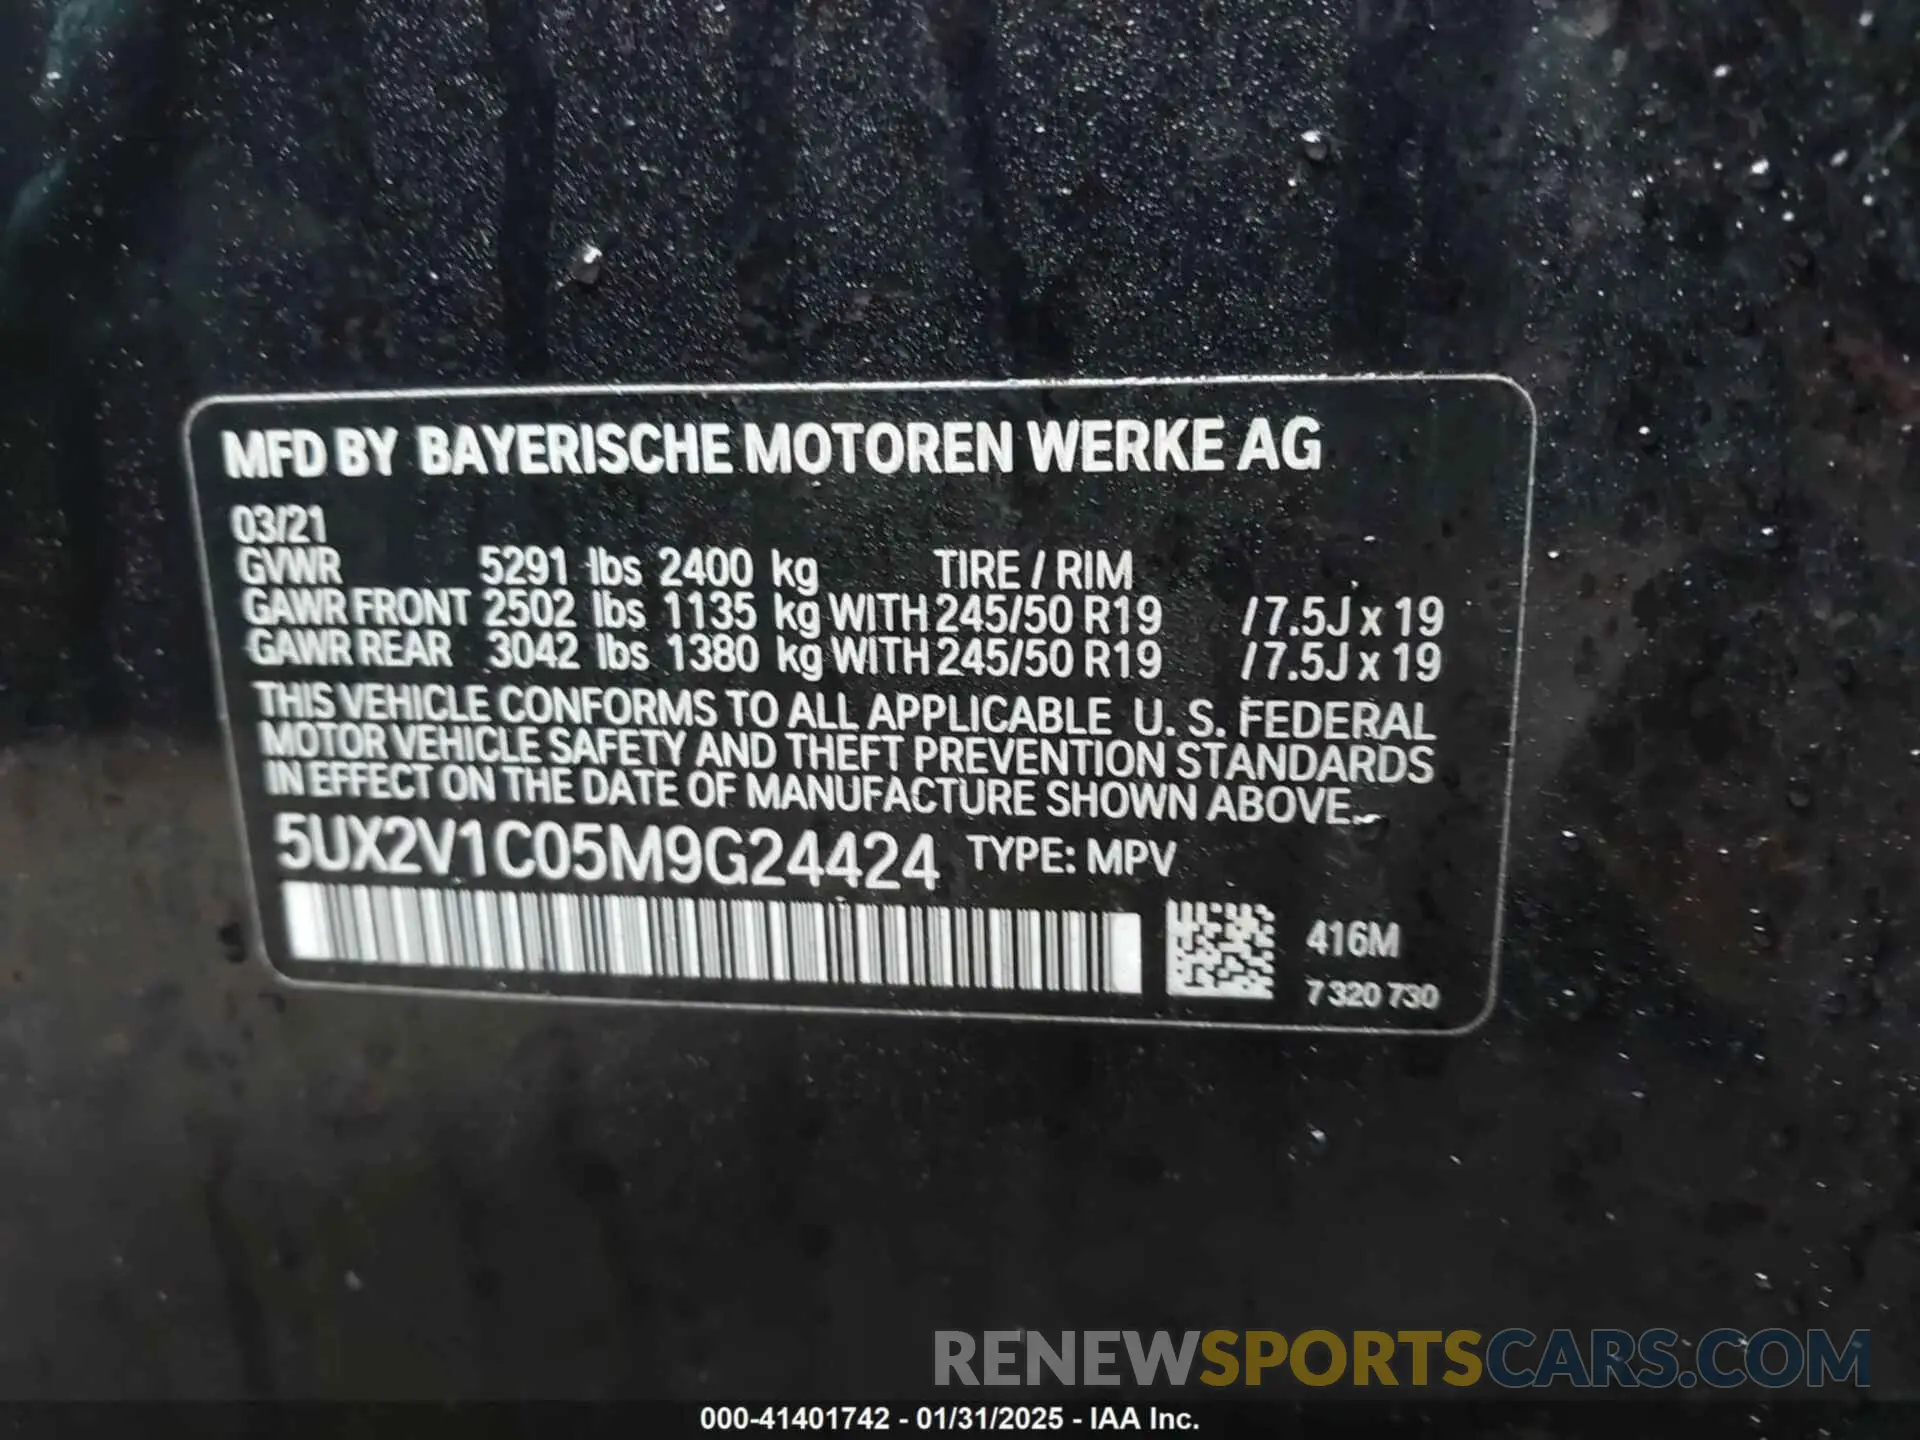 MFD BY BAYERISCHE MOTOREN WERKE AG
03/21
GVWR 5291 lbs 2400 kg TIRE / RIM
GAWR FRONT 2502 lbs 1135 kg WITH 245/50 R19 / 7.5J x 19
GAWR REAR 3042 lbs 1380 kg WITH 245/50 R19 / 7.5J x 19
THIS VEHICLE CONFORMS TO ALL APPLICABLE U. S. FEDERAL
MOTOR VEHICLE SAFETY AND THEFT PREVENTION STANDARDS
IN EFFECT ON THE DATE OF MANUFACTURE SHOWN ABOVE.
5UX2V1C05M9G24424 TYPE: MPV
416M
7 320 730
RENEWSPORTSCARS.COM
000-41401742 - 01/31/2025 - IAA Inc.